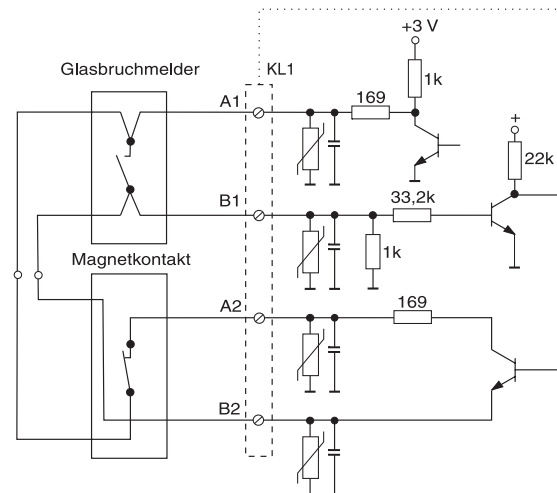 +3 V
Glasbruchmelder
KL1
1k
A1
169
+
22k
B1
33,2k
1k
Magnetkontakt
A2
169
B2